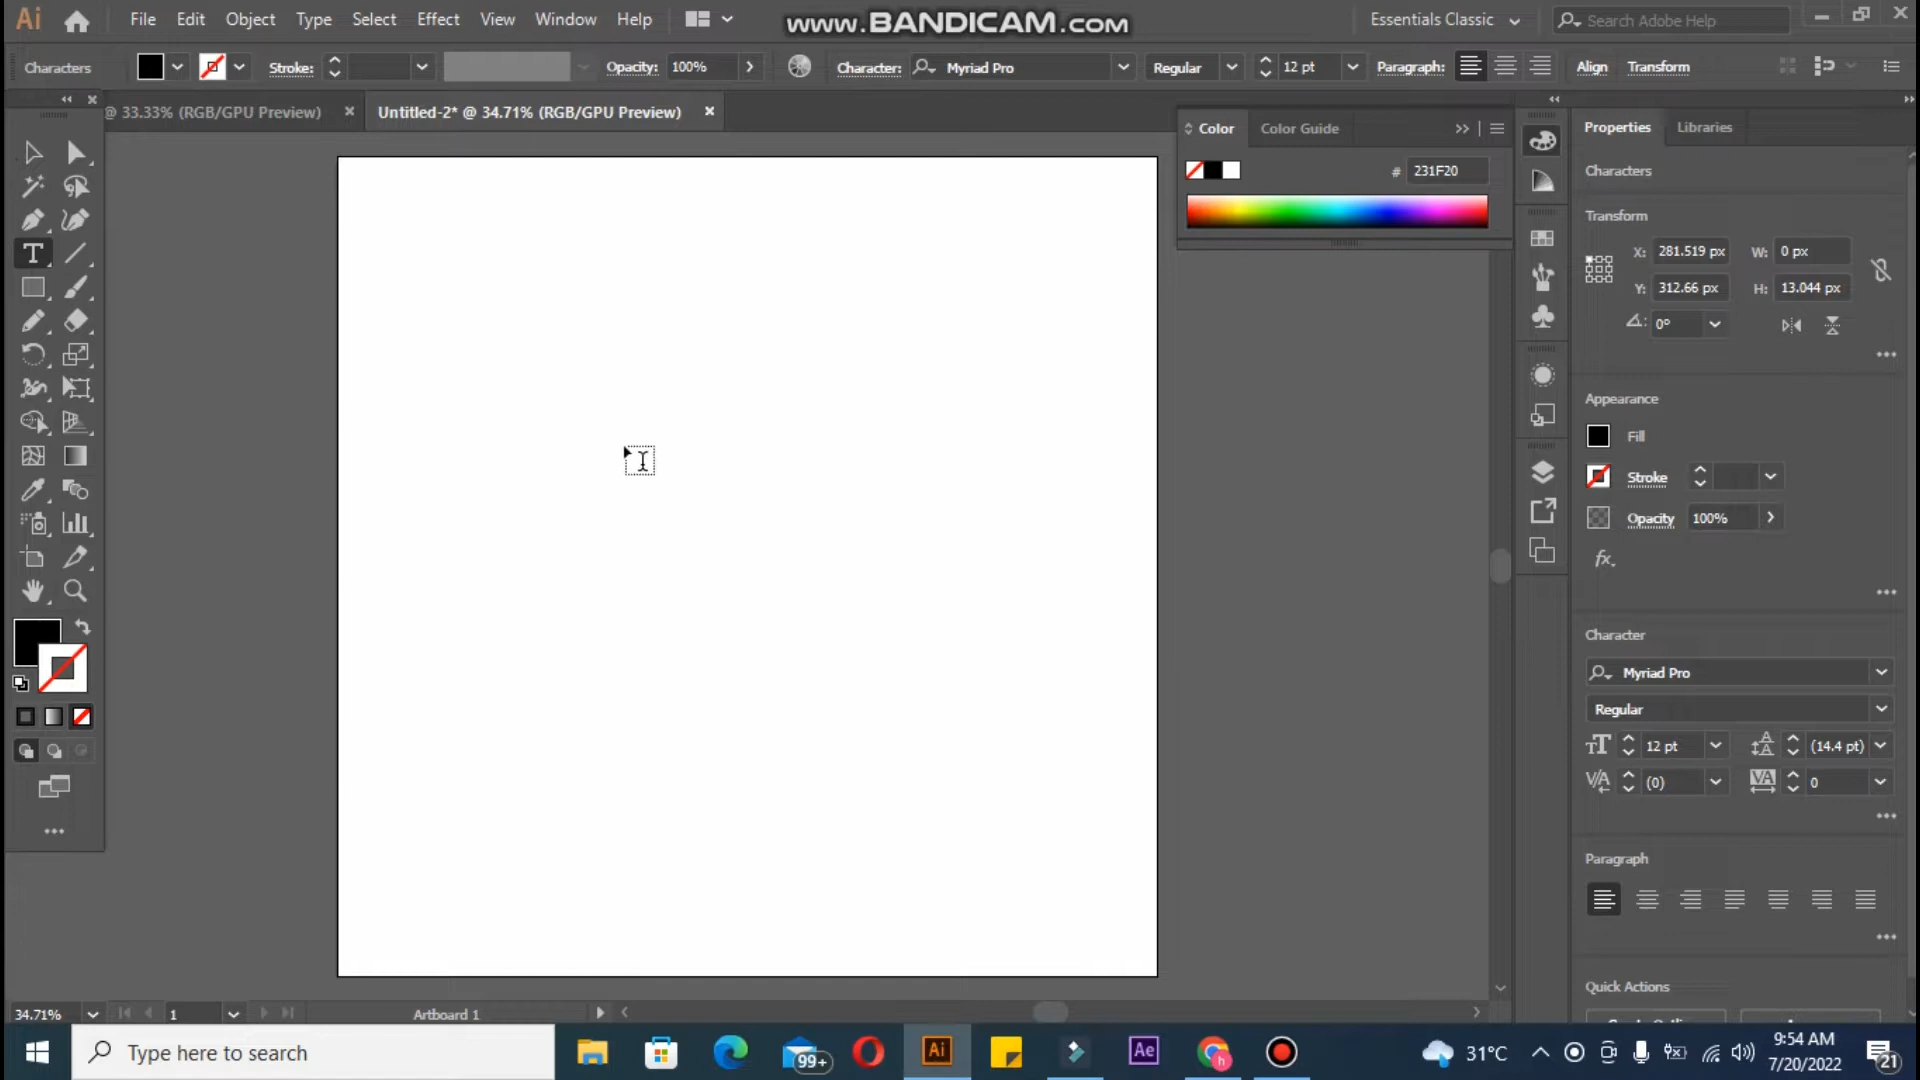 Ai File Edit Object Type Select Effect View Window Help www.BANDICAM.com Essentials Classic Search Adobe Help
Characters Stroke: Opacity: 100% Character: Myriad Pro Regular 12 pt Paragraph: Align Transform
@ 33.33% (RGB/GPU Preview) × Untitled-2* @ 34.71% (RGB/GPU Preview) ×
Color Color Guide
# 231F20
Properties Libraries
Characters
Transform
X: 281.519 px W: 0 px
Y: 312.66 px H: 13.044 px
0°
Appearance
Fill
Stroke
Opacity 100%
fx.
Character
Myriad Pro
Regular
12 pt (14.4 pt)
(0) 0
Paragraph
Quick Actions
34.71% 1 Artboard 1
Type here to search 99+ Ai Ae 31°C 9:54 AM
7/20/2022 21